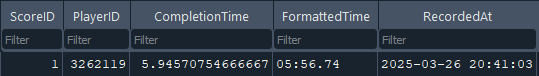 ScoreID PlayerID CompletionTime FormattedTime RecordedAt
Filter Filter Filter Filter Filter
1 3262119 5.94570754666667 05:56.74 2025-03-26 20:41:03